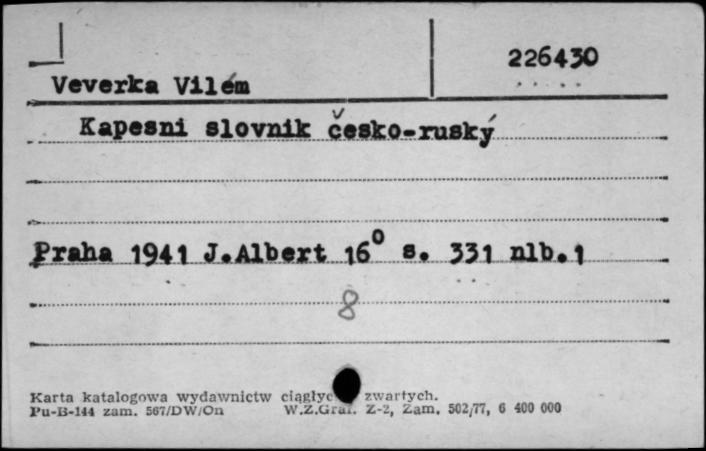 226430
Veverka Vilém
Kapesni slovnik česko-ruský
Praha 1941 J.Albert 16⁰ s. 331 nlb.1
8
Karta katalogowa wydawnictw zwartych.
Pu-B-144 zam. 567/DW/On W.Z.Graf. Z-2, Zam. 502/77, 6 400 000